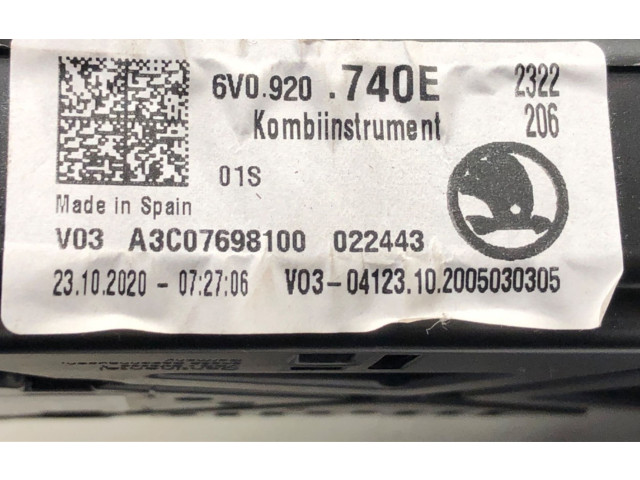 6V0.920 .740E 2322
Kombiinstrument 206
01S
Made in Spain
V03 A3C07698100 022443
23.10.2020 - 07:27:06 V03-04123.10.2005030305